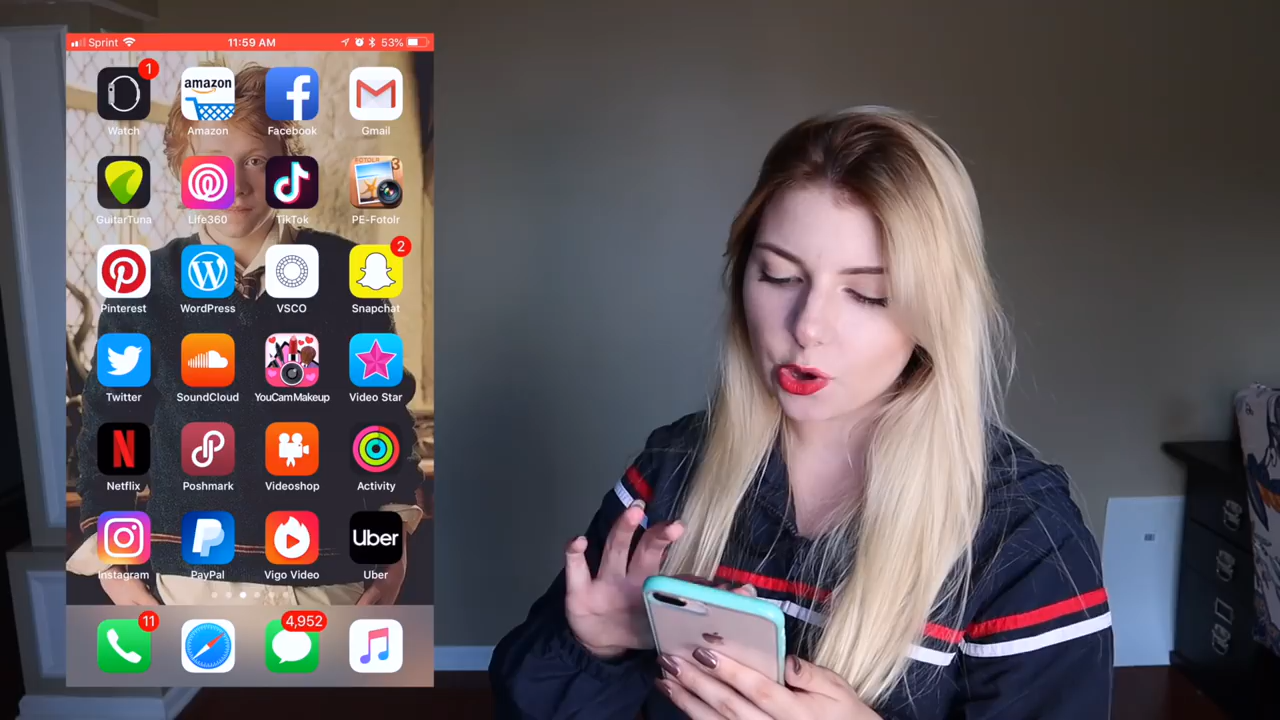 Sprint 11:59 AM 53%
1
amazon
Watch Amazon Facebook Gmail
FOTOLR 3
GuitarTuna Life360 TikTok PE-Fotolr
2
Pinterest WordPress VSCO Snapchat
Twitter SoundCloud YouCamMakeup Video Star
Netflix Poshmark Videoshop Activity
Uber
Instagram PayPal Vigo Video Uber
11 4,952